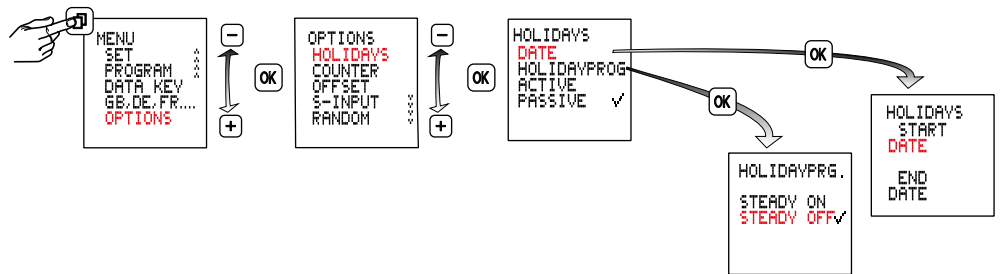 MENU
SET
PROGRAM
DATA KEY
GB,DE,FR....
OPTIONS
OK
OPTIONS
HOLIDAYS
COUNTER
OFFSET
S-INPUT
RANDOM
OK
HOLIDAYS
DATE
HOLIDAYPROG
ACTIVE
PASSIVE ✓
OK
OK
HOLIDAYPRG.
STEADY ON
STEADY OFF✓
HOLIDAYS
START
DATE
END
DATE